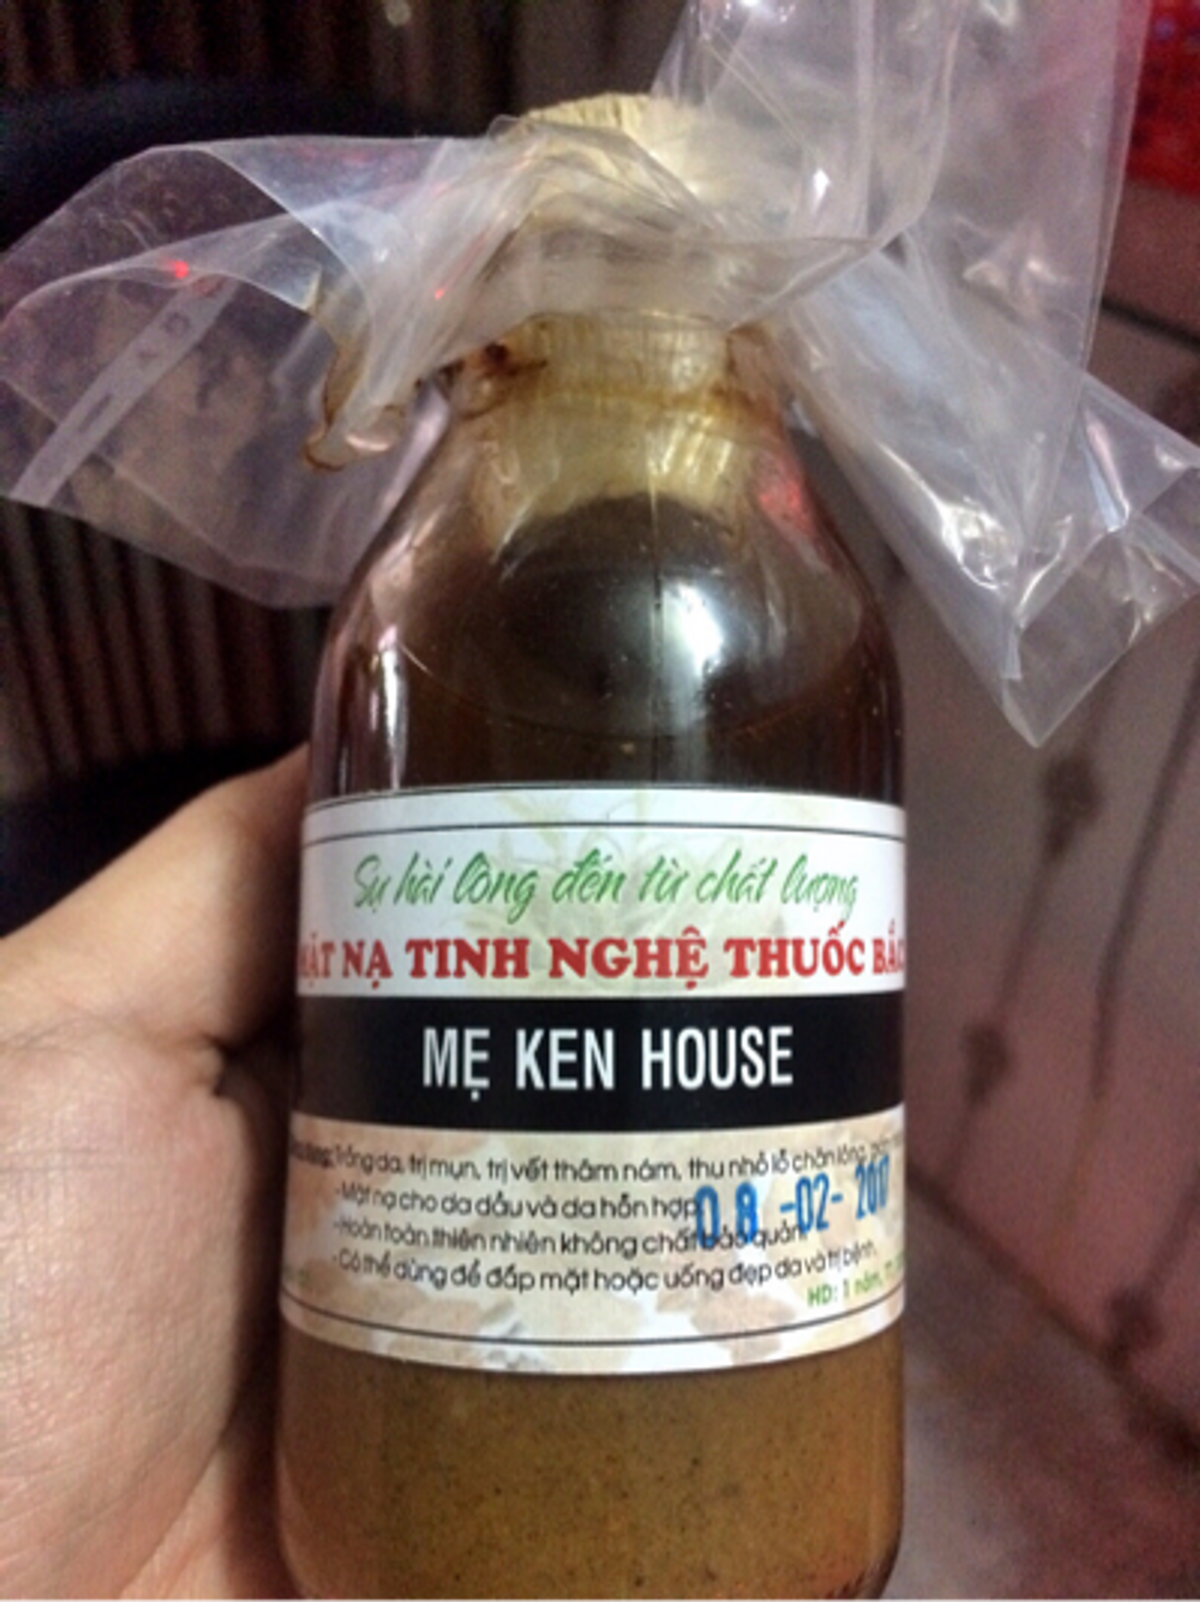 Sự hài lòng đến từ chất lượng
MẶT NẠ TINH NGHỆ THUỐC BẮC
MẸ KEN HOUSE
Trắng da, trị mụn, trị vết thâm nám, thu nhỏ lỗ chân lông,
-Mặt nạ cho da dầu và da hỗn hợp
08-02-2017
-Hoàn toàn thiên nhiên không chất bảo quản
-Có thể dùng để đắp mặt hoặc uống đẹp da và trị bệnh.
HD: 1 năm,